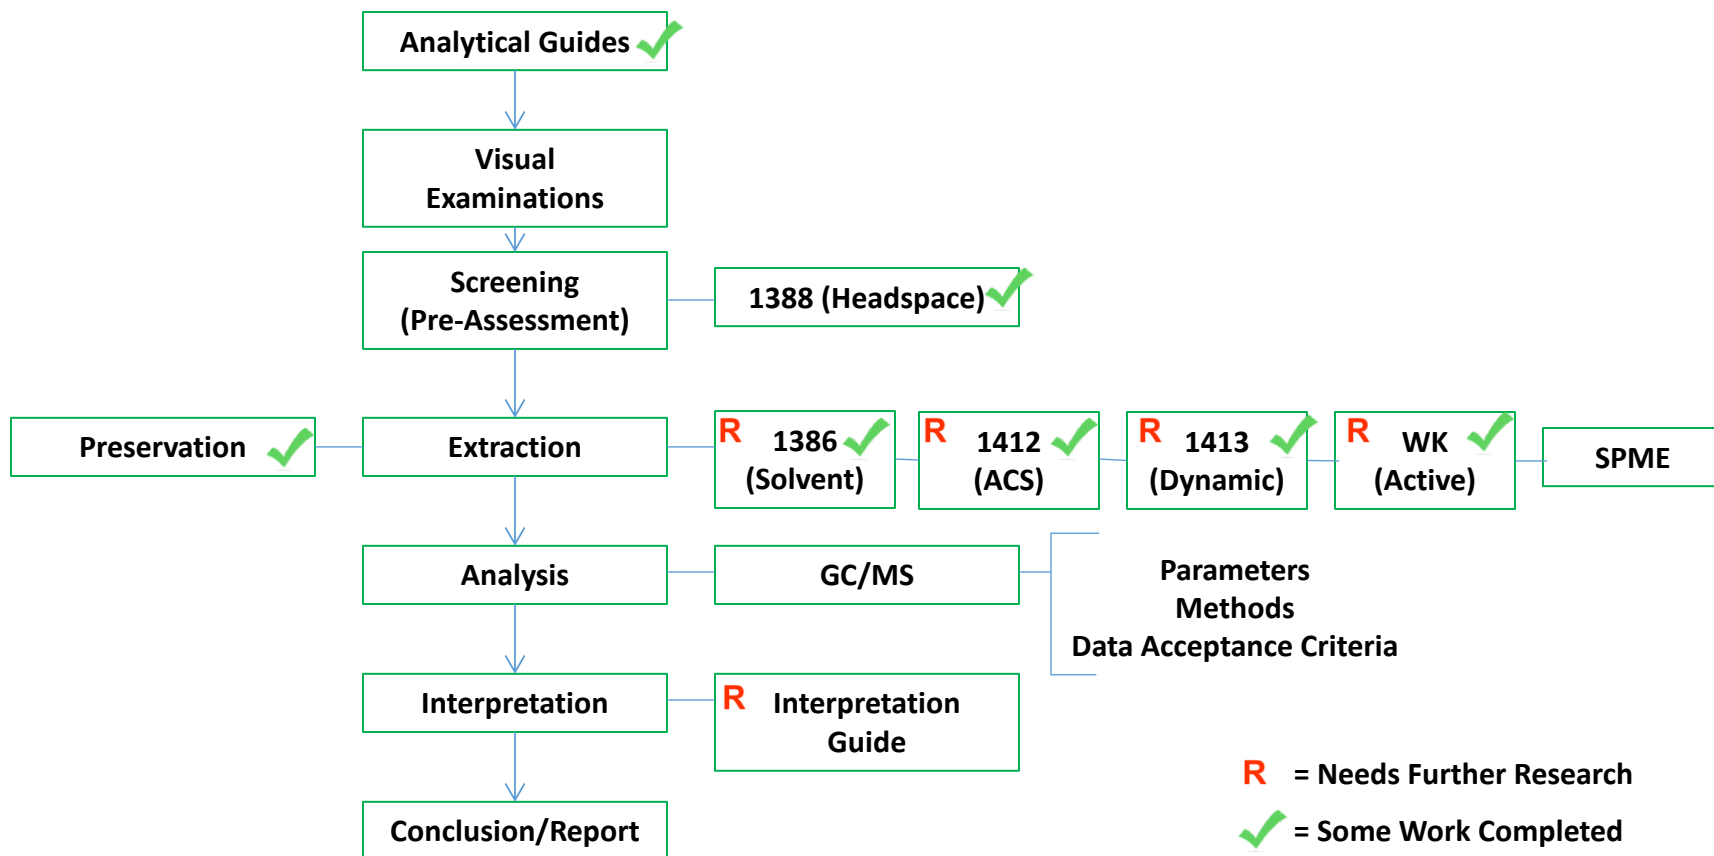 Analytical Guides
Visual
Examinations
Screening
(Pre-Assessment)
1388 (Headspace)
Preservation
Extraction
R 1386
(Solvent)
R 1412
(ACS)
R 1413
(Dynamic)
R WK
(Active)
SPME
Analysis
GC/MS
Parameters
Methods
Data Acceptance Criteria
Interpretation
R Interpretation
Guide
Conclusion/Report
R = Needs Further Research
= Some Work Completed